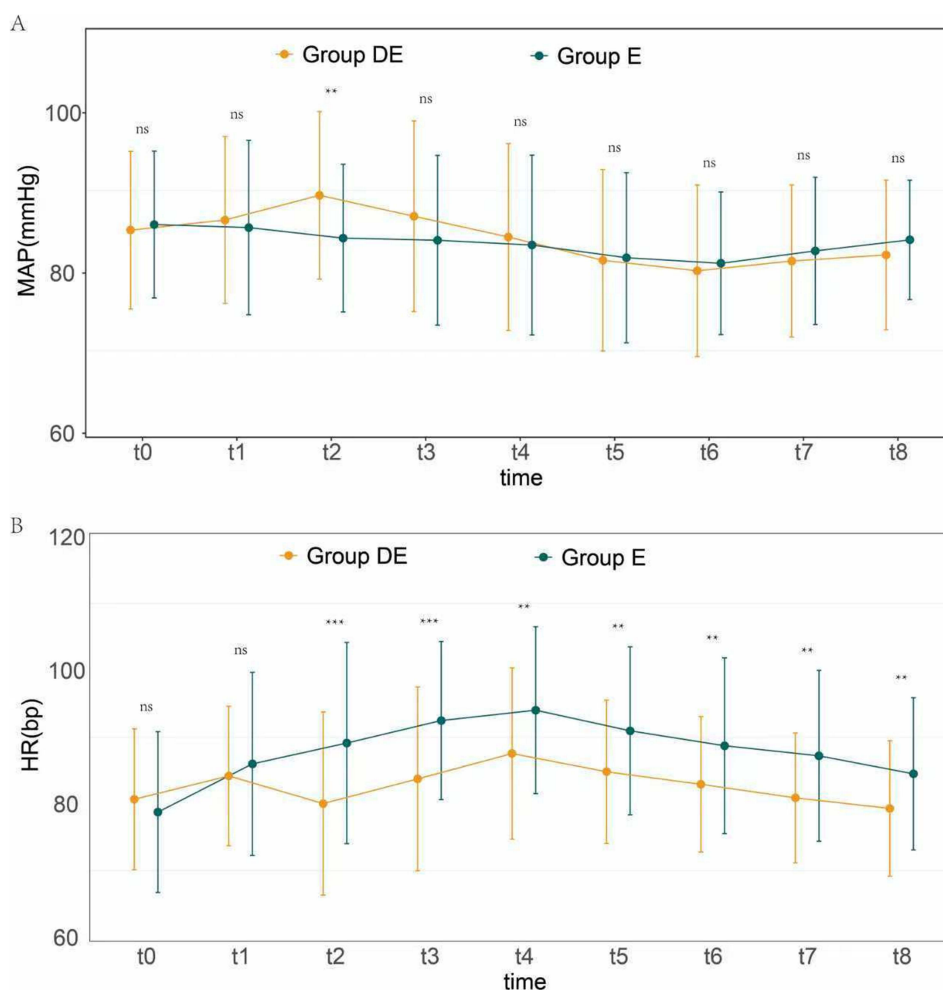 A
Group DE Group E
**
ns
ns
ns
ns
ns
ns
ns
ns
100
80
60
MAP(mmHg)
t0 t1 t2 t3 t4 t5 t6 t7 t8
time
B
120
Group DE Group E
ns
ns
***
***
**
**
**
**
**
100
80
60
HR(bp)
t0 t1 t2 t3 t4 t5 t6 t7 t8
time